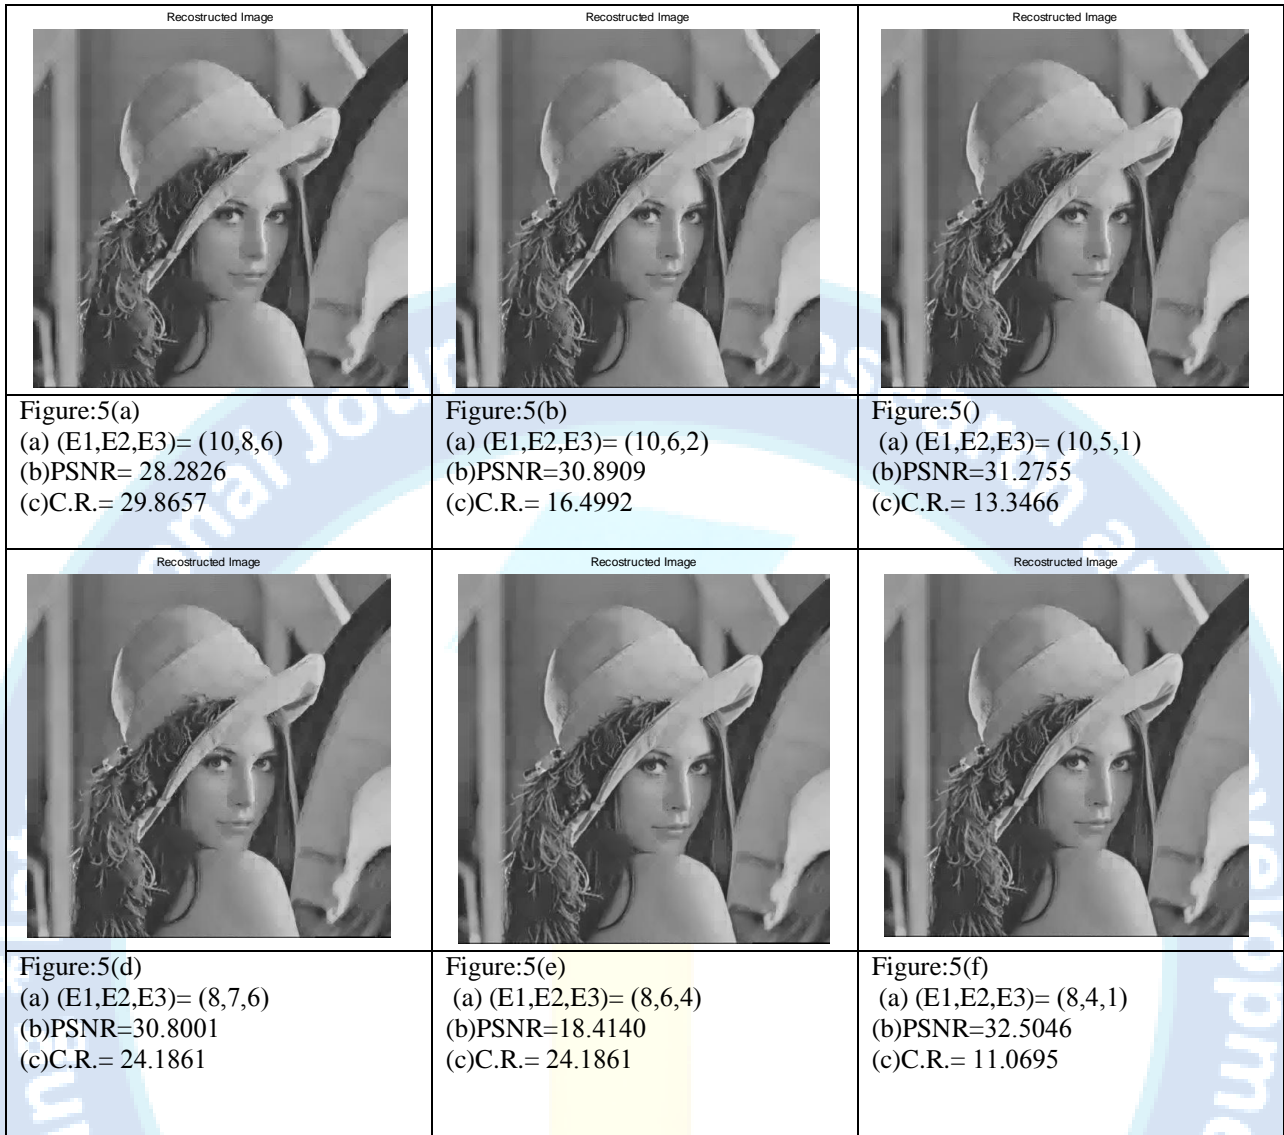 Recostructed Image
Recostructed Image
Recostructed Image
Figure:5(a)
(a) (E1,E2,E3)= (10,8,6)
(b)PSNR= 28.2826
(c)C.R.= 29.8657
Figure:5(b)
(a) (E1,E2,E3)= (10,6,2)
(b)PSNR=30.8909
(c)C.R.= 16.4992
Figure:5()
(a) (E1,E2,E3)= (10,5,1)
(b)PSNR=31.2755
(c)C.R.= 13.3466
Recostructed Image
Recostructed Image
Recostructed Image
Figure:5(d)
(a) (E1,E2,E3)= (8,7,6)
(b)PSNR=30.8001
(c)C.R.= 24.1861
Figure:5(e)
(a) (E1,E2,E3)= (8,6,4)
(b)PSNR=18.4140
(c)C.R.= 24.1861
Figure:5(f)
(a) (E1,E2,E3)= (8,4,1)
(b)PSNR=32.5046
(c)C.R.= 11.0695